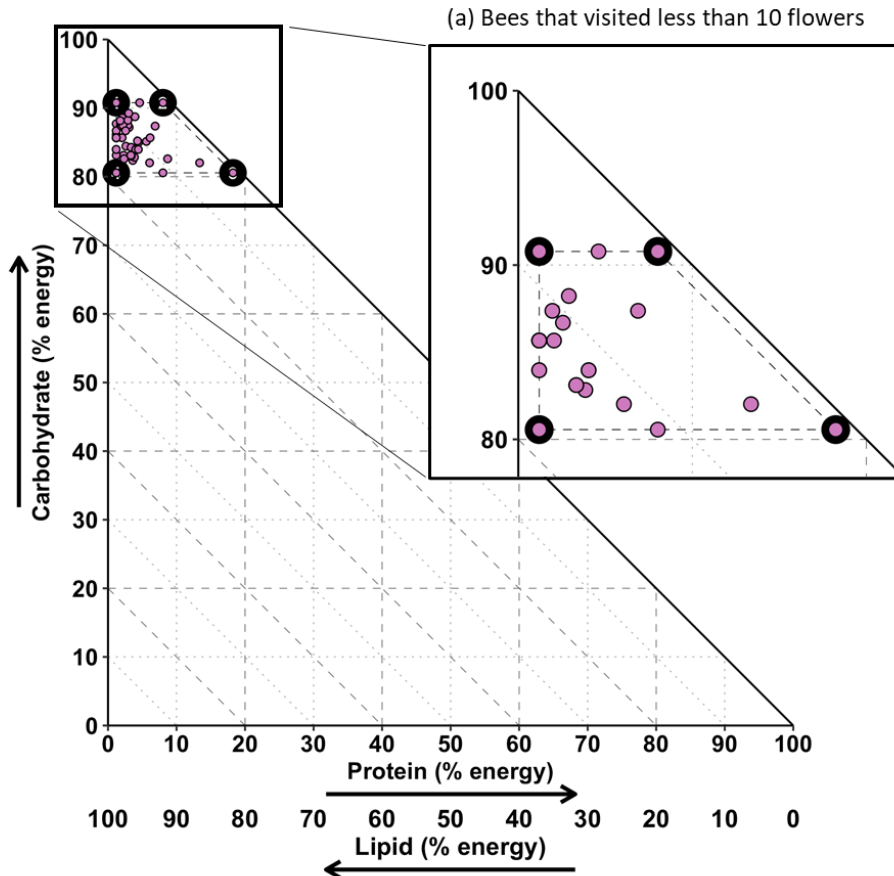 (a) Bees that visited less than 10 flowers
100
90
80
70
60
50
40
30
20
10
0
Carbohydrate (% energy)
100
90
80
0 10 20 30 40 50 60 70 80 90 100
Protein (% energy)
100 90 80 70 60 50 40 30 20 10 0
Lipid (% energy)